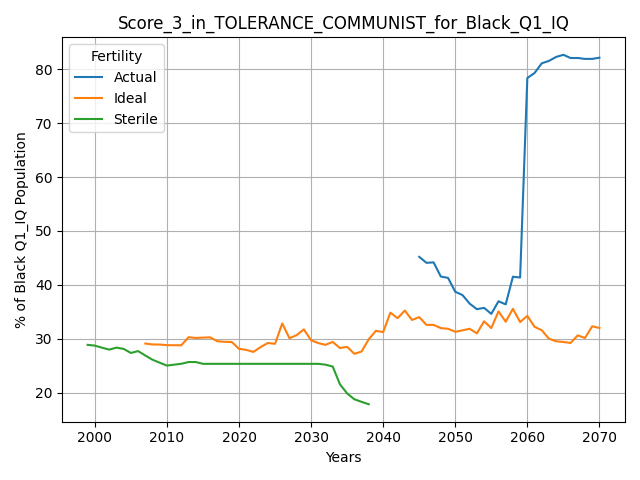 Score_3_in_TOLERANCE_COMMUNIST_for_Black_Q1_IQ
Fertility
Actual
Ideal
Sterile
% of Black Q1_IQ Population
80
70
60
50
40
30
20
2000 2010 2020 2030 2040 2050 2060 2070
Years